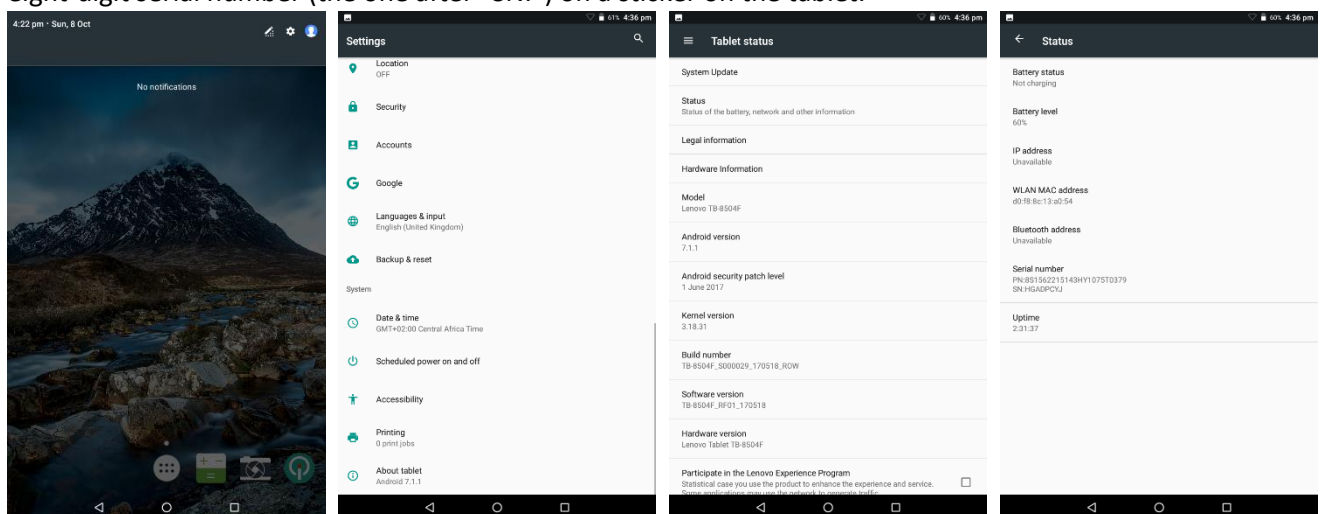 eight-digit serial number (the one after "SN:") on a sticker on the tablet.
4:22 pm · Sun, 8 Oct
No notifications
61% 4:36 pm
Settings
Location
OFF
Security
Accounts
G Google
Languages & input
English (United Kingdom)
Backup & reset
System
Date & time
GMT+02:00 Central Africa Time
Scheduled power on and off
Accessibility
Printing
0 print jobs
About tablet
Android 7.1.1
60% 4:36 pm
Tablet status
System Update
Status
Status of the battery, network and other information
Legal information
Hardware Information
Model
Lenovo TB-8504F
Android version
7.1.1
Android security patch level
1 June 2017
Kernel version
3.18.31
Build number
TB-8504F_S000029_170518_ROW
Software version
TB-8504F_RF01_170518
Hardware version
Lenovo Tablet TB-8504F
Participate in the Lenovo Experience Program
Statistical case you use the product to enhance the experience and service.
Some applications may use the network to generate traffic.
60% 4:36 pm
Status
Battery status
Not charging
Battery level
60%
IP address
Unavailable
WLAN MAC address
d0:f8:8c:13:a0:54
Bluetooth address
Unavailable
Serial number
PN:8S1562215143HY1075T0379
SN:HGADPCYJ
Uptime
2:31:37